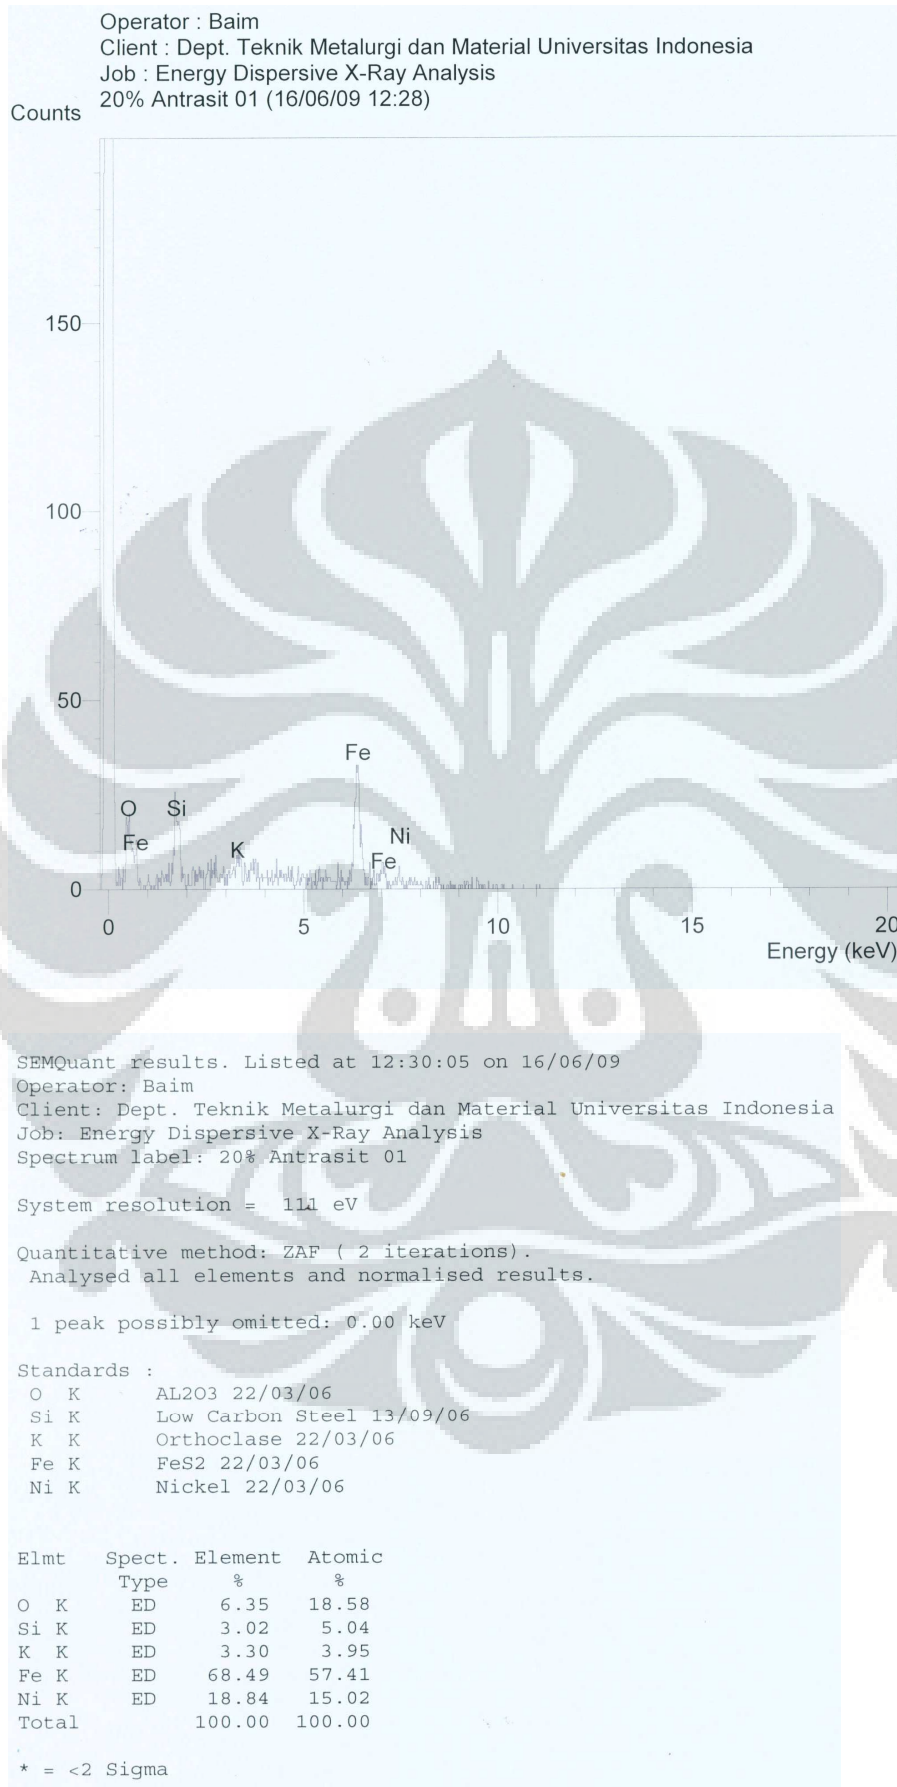 Operator : Baim
Client : Dept. Teknik Metalurgi dan Material Universitas Indonesia
Job : Energy Dispersive X-Ray Analysis
20% Antrasit 01 (16/06/09 12:28)
Counts
150
100
50
0
O
Fe
Si
K
Fe
Fe
Ni
0 5 10 15 20
Energy (keV)
SEMQuant results. Listed at 12:30:05 on 16/06/09
Operator: Baim
Client: Dept. Teknik Metalurgi dan Material Universitas Indonesia
Job: Energy Dispersive X-Ray Analysis
Spectrum label: 20% Antrasit 01
System resolution = 111 eV
Quantitative method: ZAF ( 2 iterations).
Analysed all elements and normalised results.
1 peak possibly omitted: 0.00 keV
Standards :
O K AL2O3 22/03/06
Si K Low Carbon Steel 13/09/06
K K Orthoclase 22/03/06
Fe K FeS2 22/03/06
Ni K Nickel 22/03/06
Elmt Spect. Element Atomic
Type % %
O K ED 6.35 18.58
Si K ED 3.02 5.04
K K ED 3.30 3.95
Fe K ED 68.49 57.41
Ni K ED 18.84 15.02
Total 100.00 100.00
* = <2 Sigma